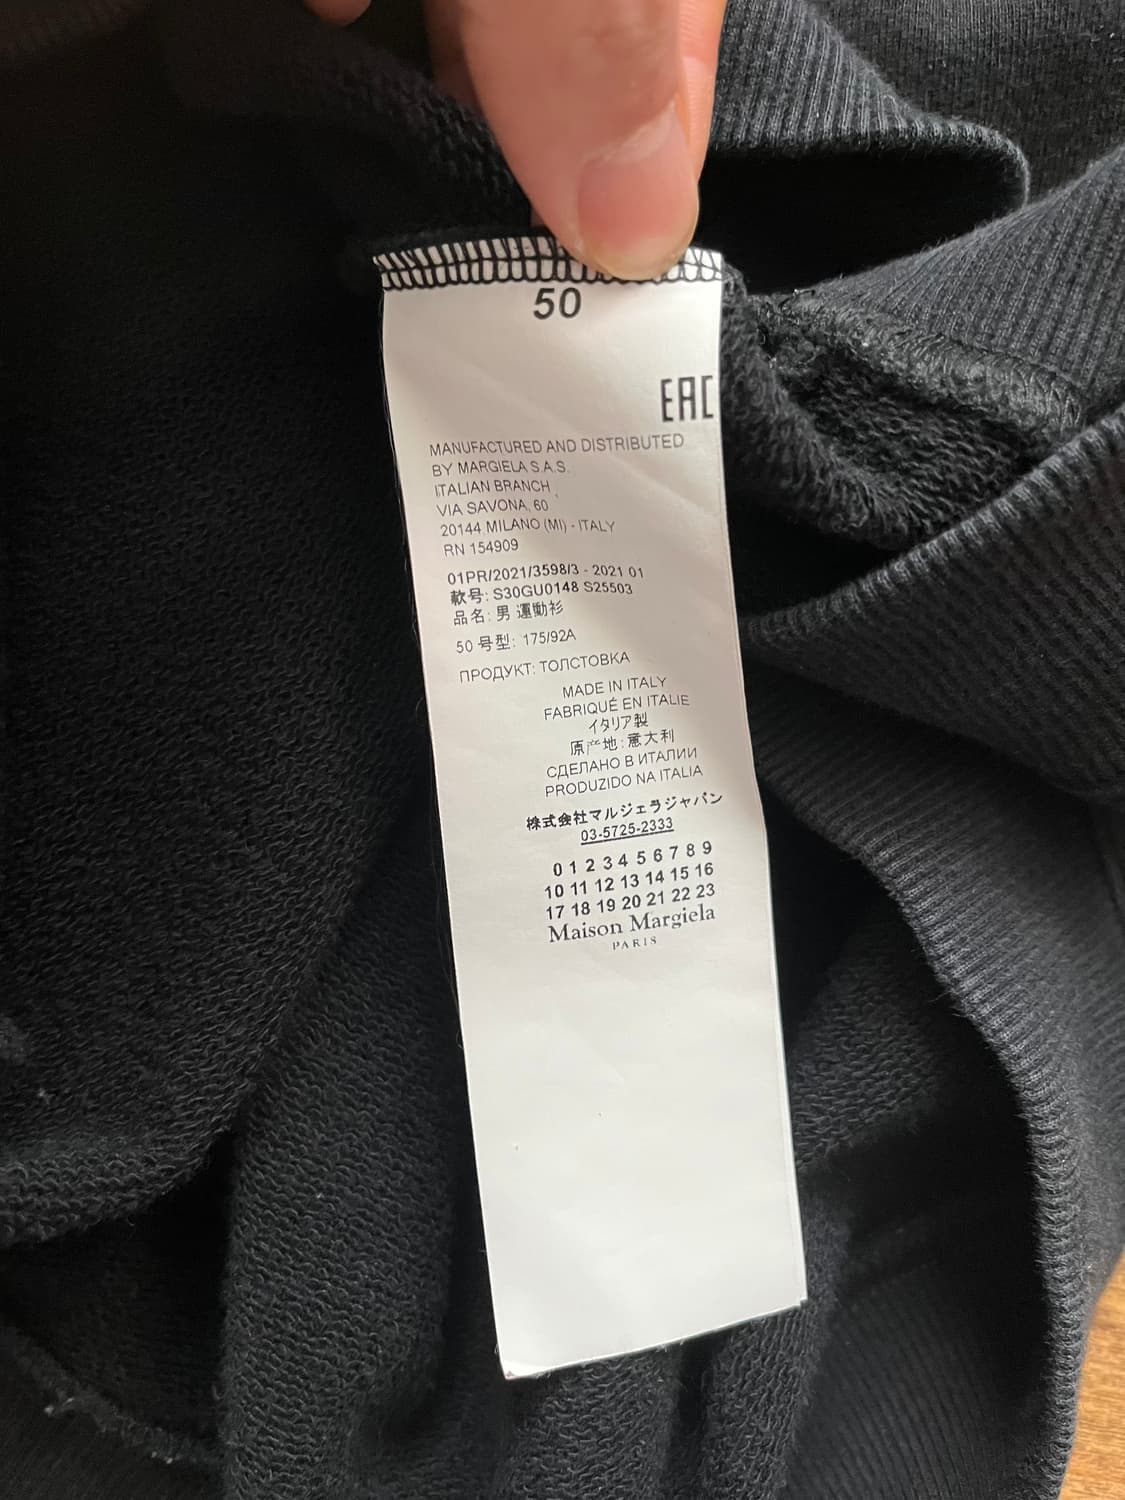 50
EAC
MANUFACTURED AND DISTRIBUTED
BY MARGIELA S.A.S.
ITALIAN BRANCH
VIA SAVONA, 60
20144 MILANO (MI) - ITALY
RN 154909
01PR/2021/3598/3 - 2021 01
款号: S30GU0148 S25503
品名: 男 運動衫
50 号型: 175/92A
ПРОДУКТ: ТОЛСТОВКА
MADE IN ITALY
FABRIQUÉ EN ITALIE
イタリア製
原产地: 意大利
СДЕЛАНО В ИТАЛИИ
PRODUZIDO NA ITALIA
株式会社マルジェラジャパン
03-5725-2333
0 1 2 3 4 5 6 7 8 9
10 11 12 13 14 15 16
17 18 19 20 21 22 23
Maison Margiela
PARIS